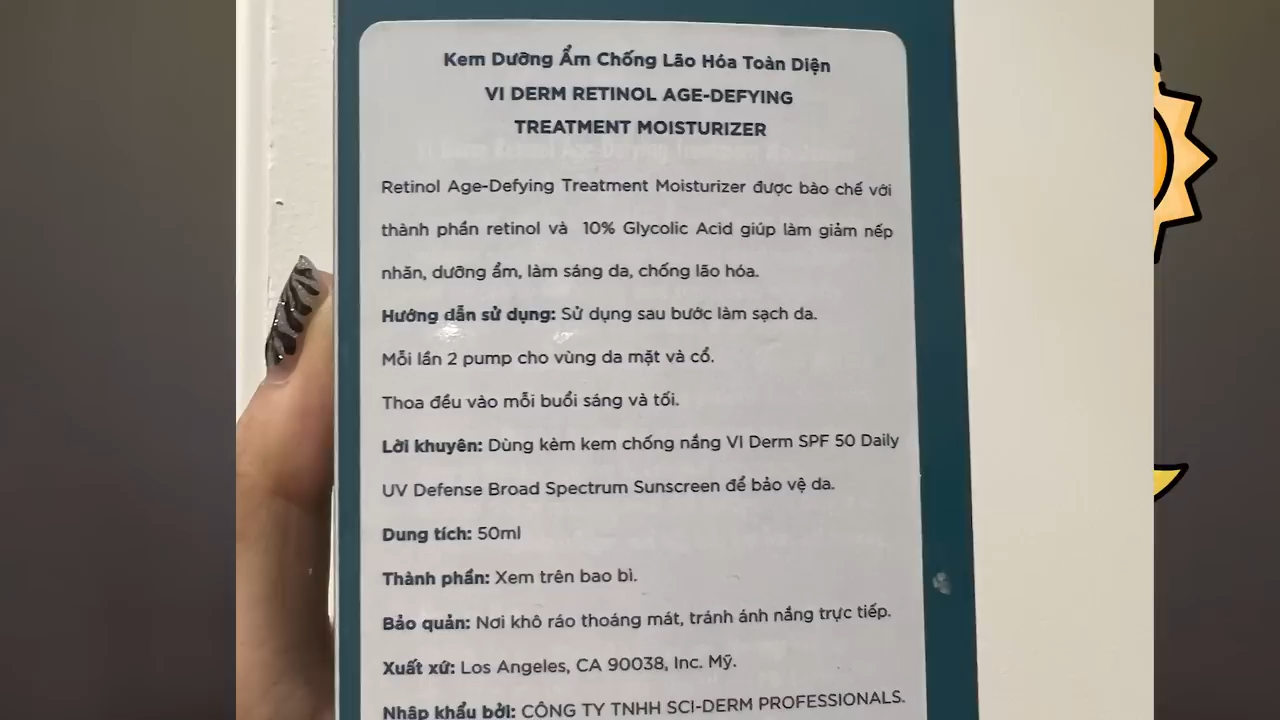 Kem Dưỡng Ẩm Chống Lão Hóa Toàn Diện
VI DERM RETINOL AGE-DEFYING
TREATMENT MOISTURIZER
Retinol Age-Defying Treatment Moisturizer được bào chế với
thành phần retinol và 10% Glycolic Acid giúp làm giảm nếp
nhăn, dưỡng ẩm, làm sáng da, chống lão hóa.
Hướng dẫn sử dụng: Sử dụng sau bước làm sạch da.
Mỗi lần 2 pump cho vùng da mặt và cổ.
Thoa đều vào mỗi buổi sáng và tối.
Lời khuyên: Dùng kèm kem chống nắng VI Derm SPF 50 Daily
UV Defense Broad Spectrum Sunscreen để bảo vệ da.
Dung tích: 50ml
Thành phần: Xem trên bao bì.
Bảo quản: Nơi khô ráo thoáng mát, tránh ánh nắng trực tiếp.
Xuất xứ: Los Angeles, CA 90038, Inc. Mỹ.
Nhập khẩu bởi: CÔNG TY TNHH SCI-DERM PROFESSIONALS.